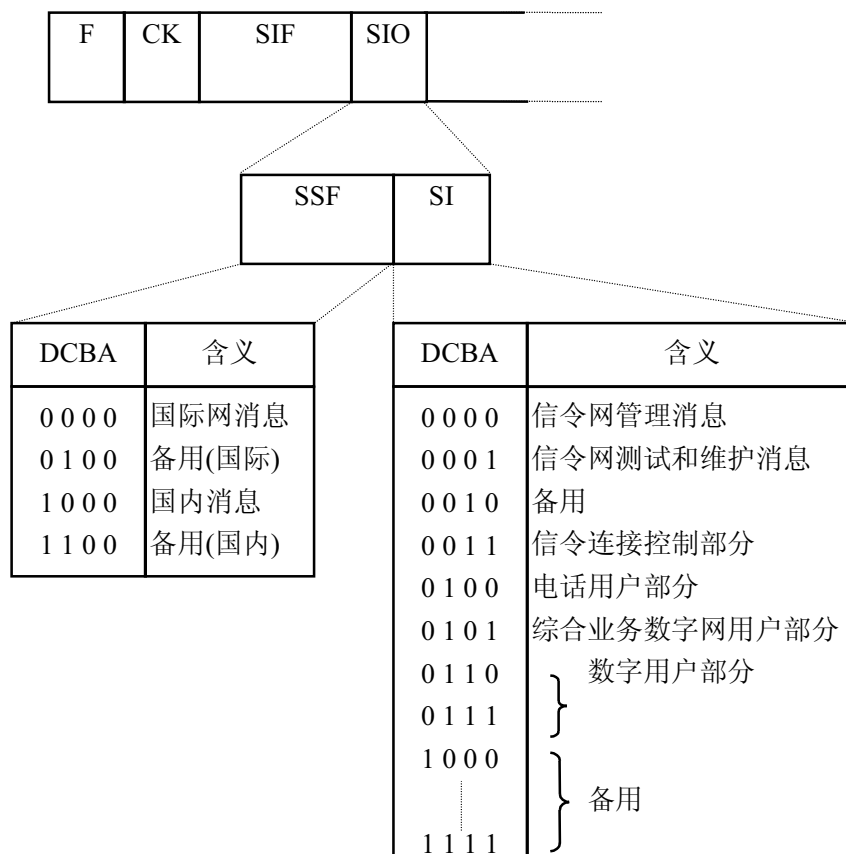 F CK SIF SIO
SSF SI
DCBA 含义
0 0 0 0 国际网消息
0 1 0 0 备用(国际)
1 0 0 0 国内消息
1 1 0 0 备用(国内)
DCBA 含义
0 0 0 0 信令网管理消息
0 0 0 1 信令网测试和维护消息
0 0 1 0 备用
0 0 1 1 信令连接控制部分
0 1 0 0 电话用户部分
0 1 0 1 综合业务数字网用户部分
0 1 1 0 数字用户部分
0 1 1 1
1 0 0 0
备用
1 1 1 1